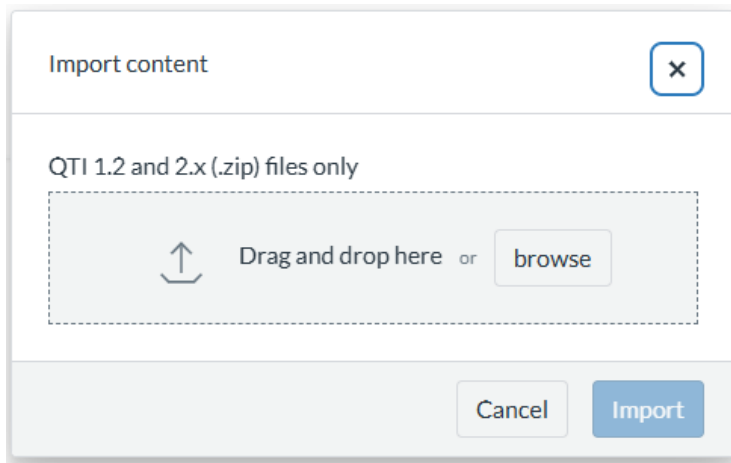 Import content
QTI 1.2 and 2.x (.zip) files only
Drag and drop here or browse
Cancel Import